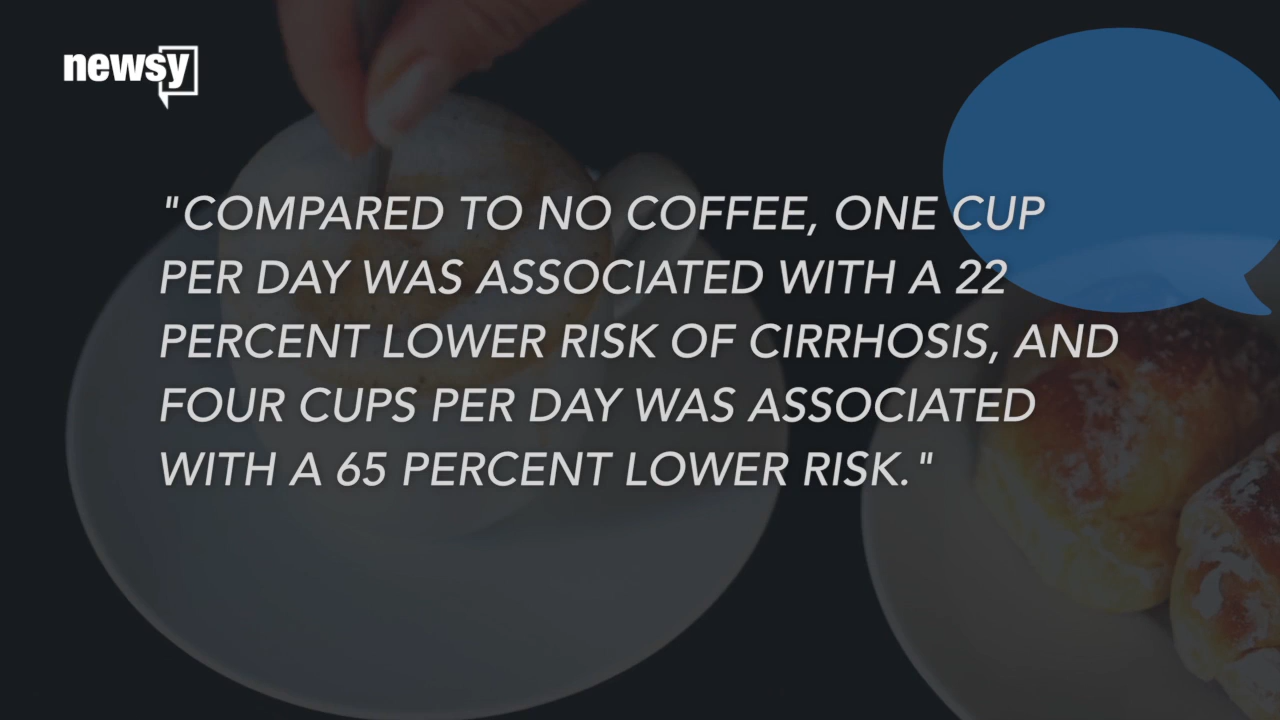 newsy
"COMPARED TO NO COFFEE, ONE CUP
PER DAY WAS ASSOCIATED WITH A 22
PERCENT LOWER RISK OF CIRRHOSIS, AND
FOUR CUPS PER DAY WAS ASSOCIATED
WITH A 65 PERCENT LOWER RISK."